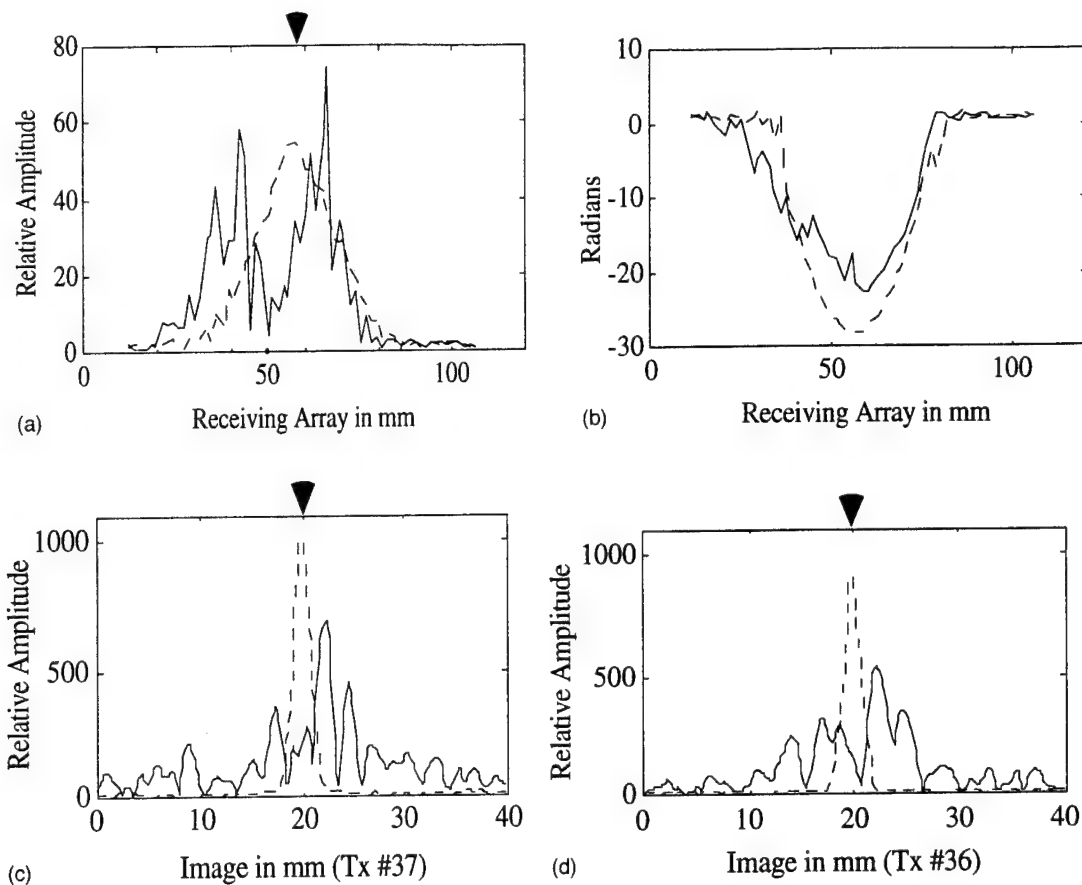 80
60
40
20
0
Relative Amplitude
0 50 100
Receiving Array in mm
(a)
10
0
-10
-20
-30
Radians
0 50 100
Receiving Array in mm
(b)
1000
500
0
Relative Amplitude
0 10 20 30 40
Image in mm (Tx #37)
(c)
1000
500
0
Relative Amplitude
0 10 20 30 40
Image in mm (Tx #36)
(d)